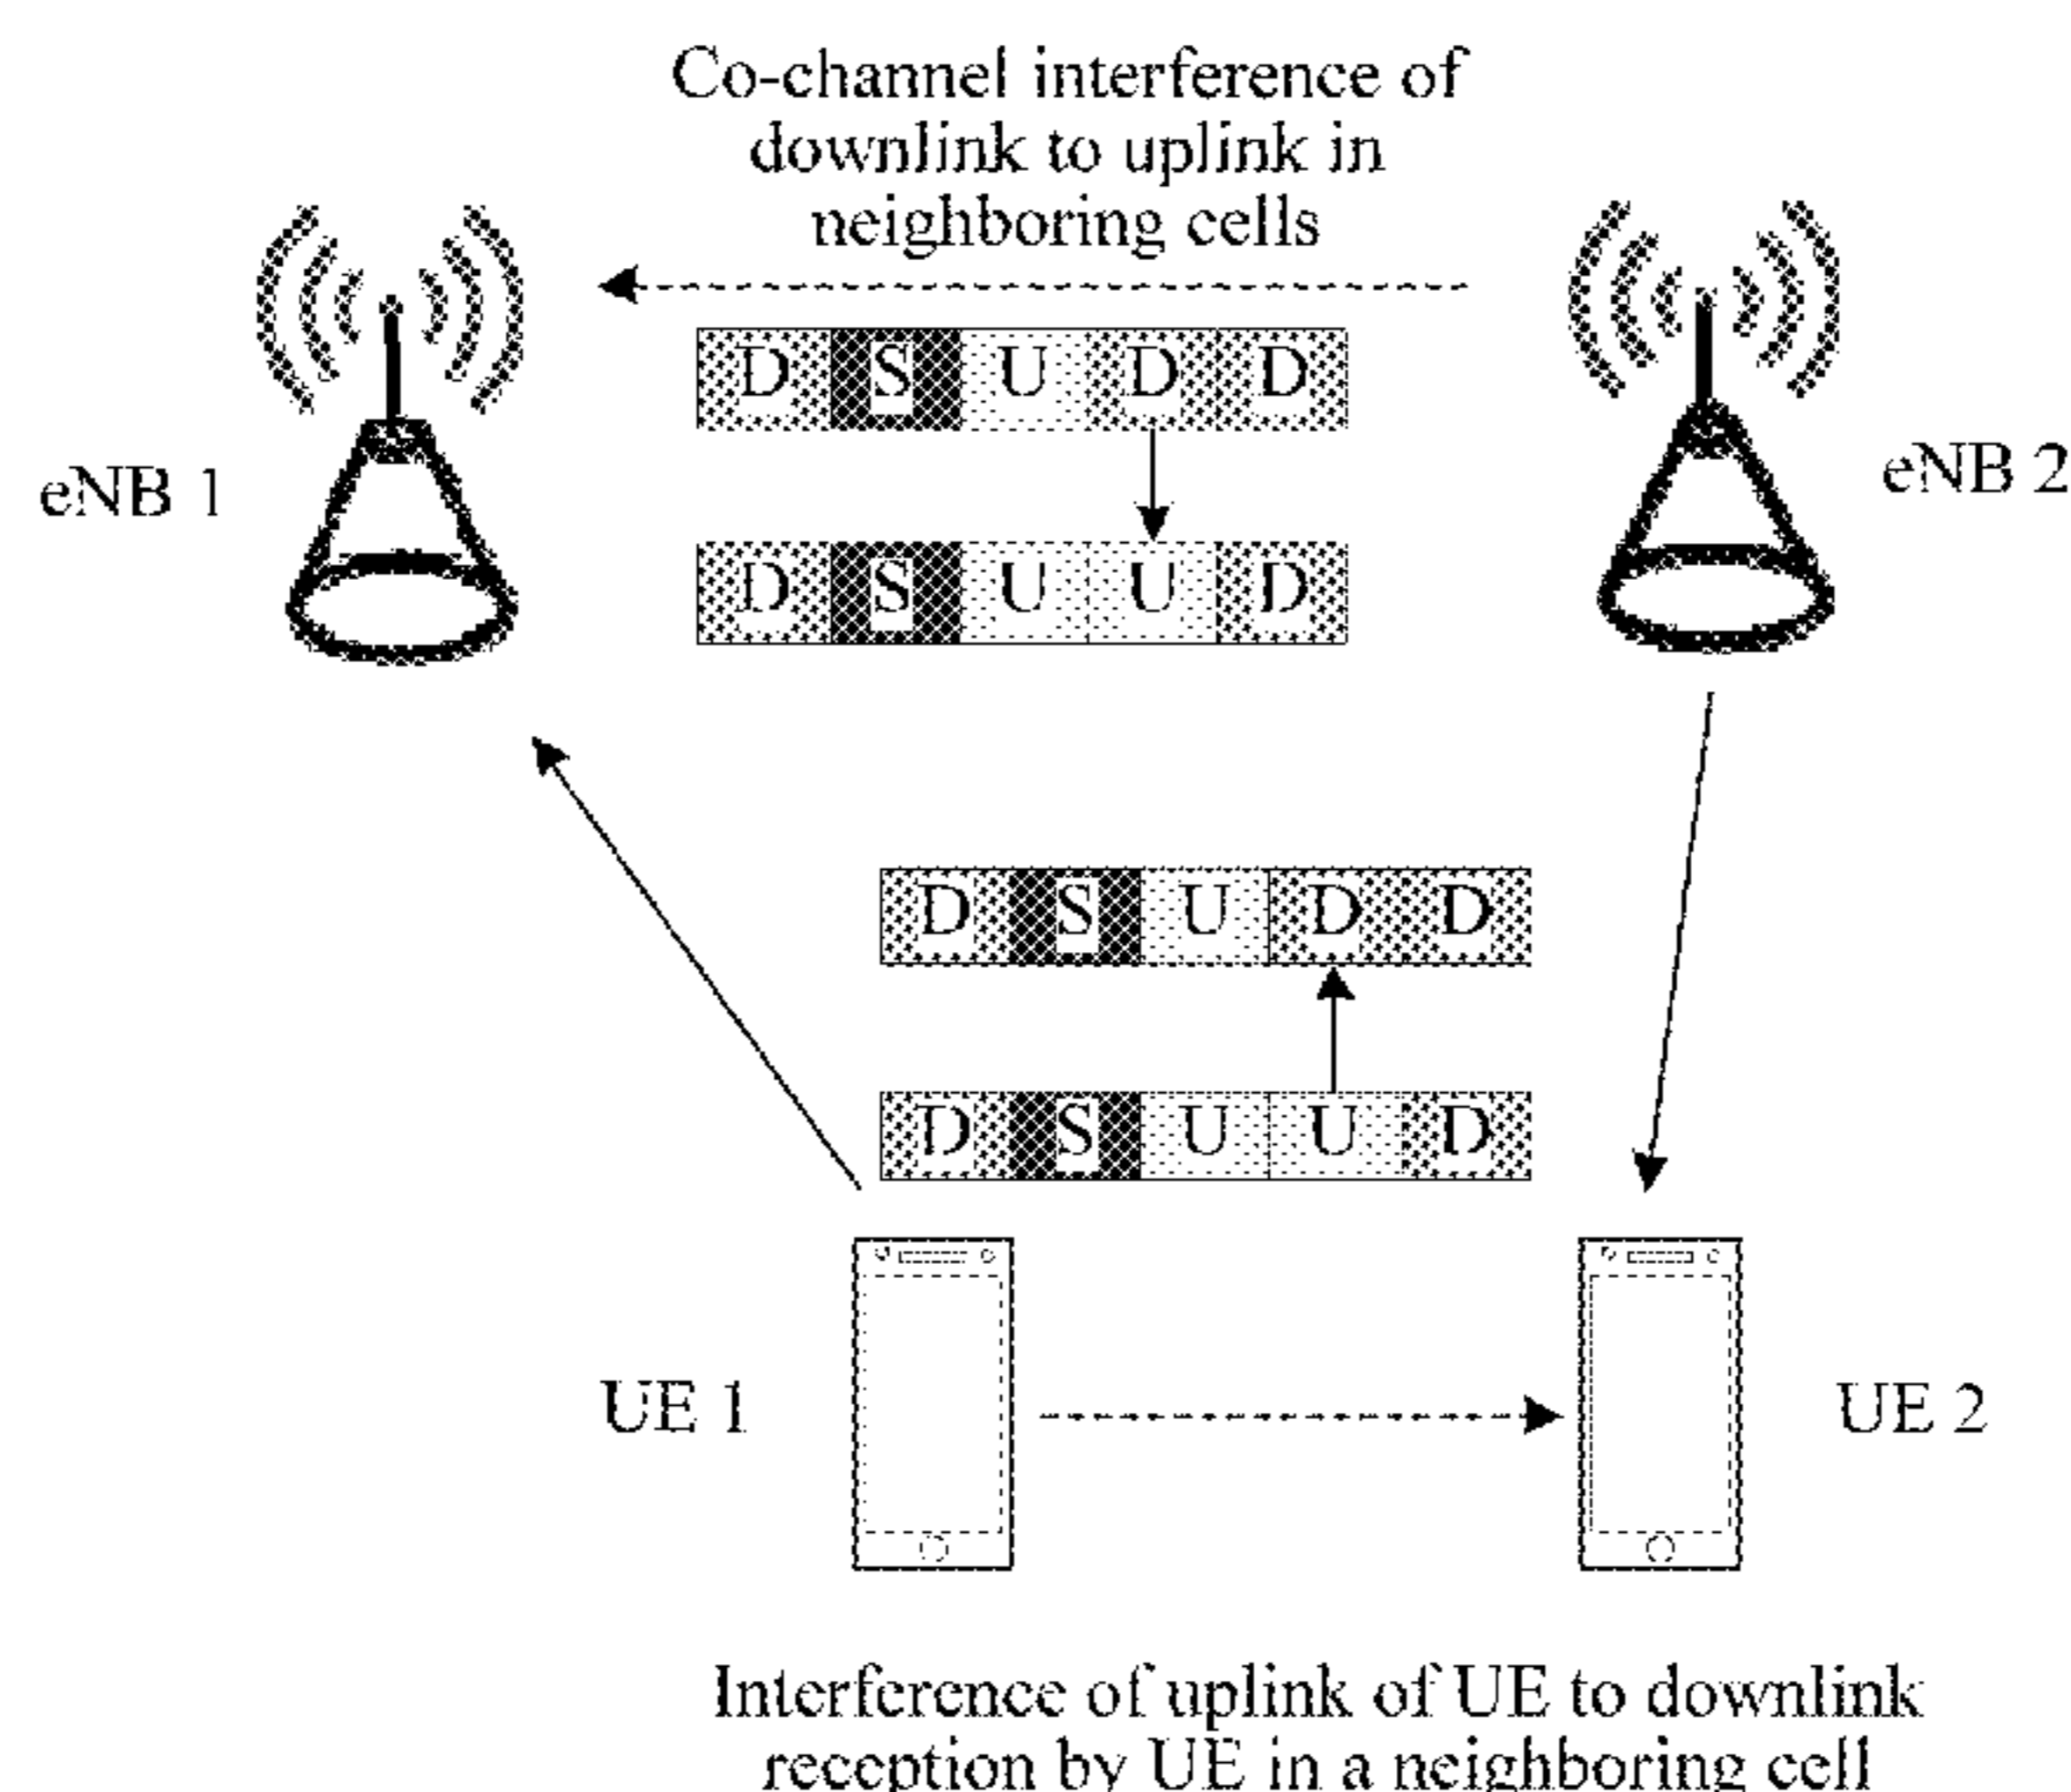 Co-channel interference of
downlink to uplink in
neighboring cells
D S U D D
eNB 1
eNB 2
D S U U D
D S U D D
D S U U D
UE 1
UE 2
Interference of uplink of UE to downlink
reception by UE in a neighboring cell